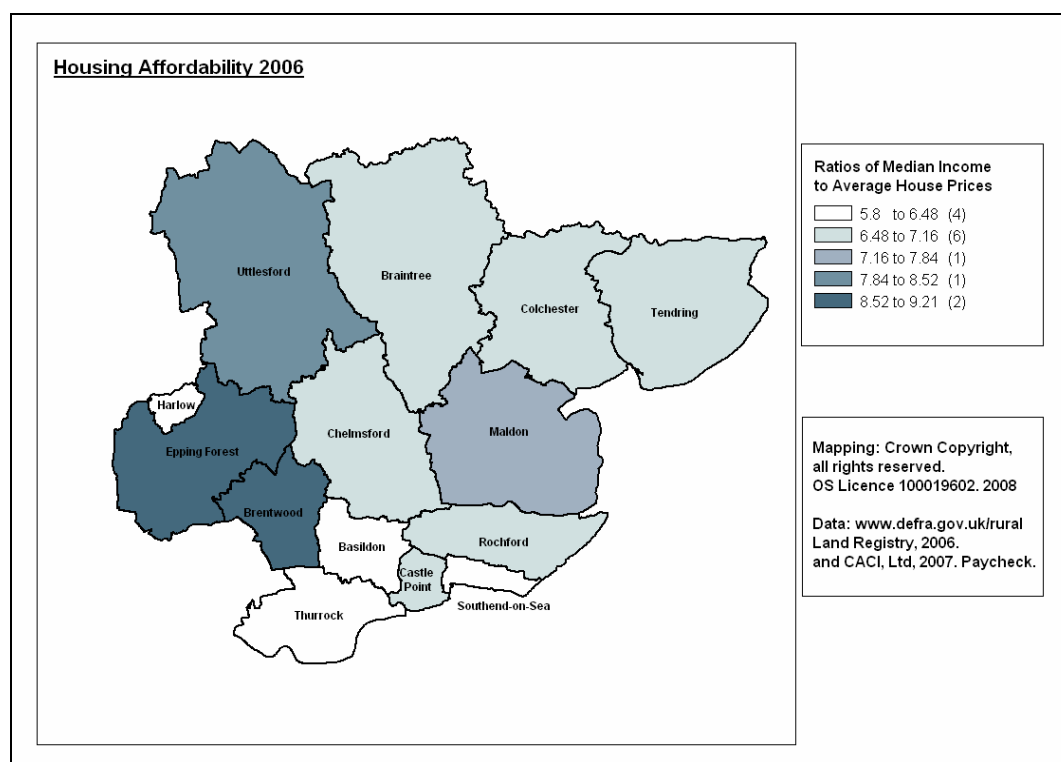 Housing Affordability 2006
Uttlesford
Braintree
Colchester
Tendring
Harlow
Epping Forest
Chelmsford
Maldon
Brentwood
Basildon
Rochford
Castle
Point
Thurrock
Southend-on-Sea
Ratios of Median Income
to Average House Prices
5.8 to 6.48 (4)
6.48 to 7.16 (6)
7.16 to 7.84 (1)
7.84 to 8.52 (1)
8.52 to 9.21 (2)
Mapping: Crown Copyright,
all rights reserved.
OS Licence 100019602. 2008
Data: www.defra.gov.uk/rural
Land Registry, 2006.
and CACI, Ltd, 2007. Paycheck.